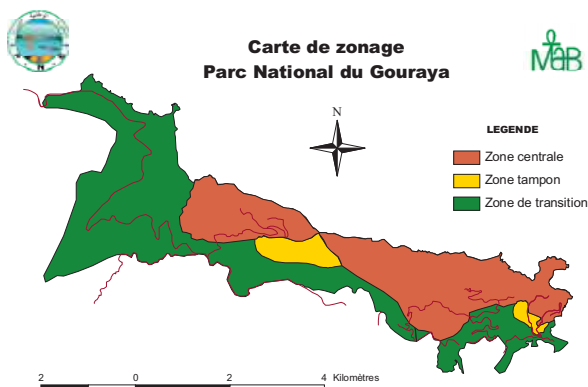 Carte de zonage
Parc National du Gouraya
MaB
N
LEGENDE
Zone centrale
Zone tampon
Zone de transition
2 0 2 4 Kilomètres